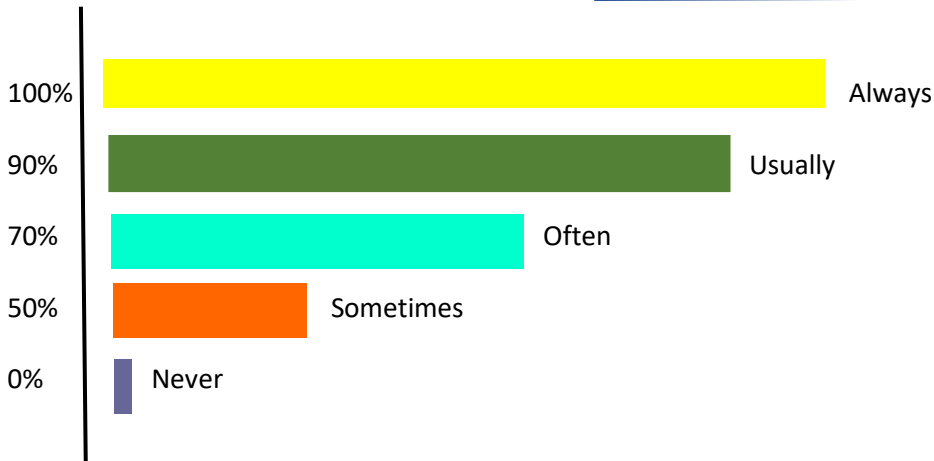 100% Always
90% Usually
70% Often
50% Sometimes
0% Never